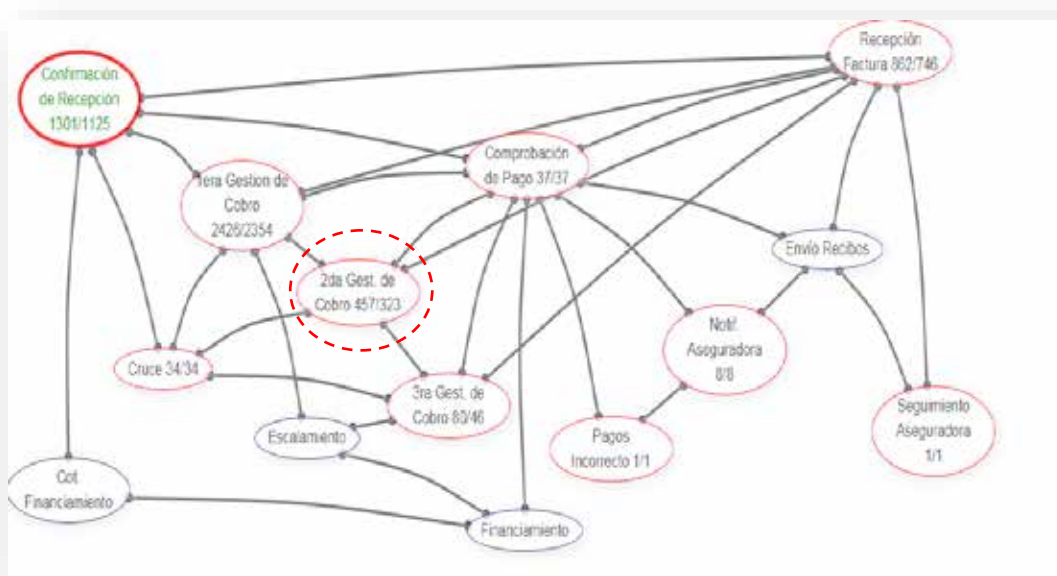 Recepción
Factura 862/746
Confirmación
de Recepción
1301/1125
Comprobación
de Pago 37/37
1era Gestion de
Cobro
2426/2354
Envío Recibos
2da Gest. de
Cobro 457/323
Notif.
Aseguradora
8/8
Cruce 34/34
3ra Gest. de
Cobro 80/46
Seguimiento
Aseguradora
1/1
Escalamiento
Pagos
Incorrecto 1/1
Cot.
Financiamiento
Financiamiento